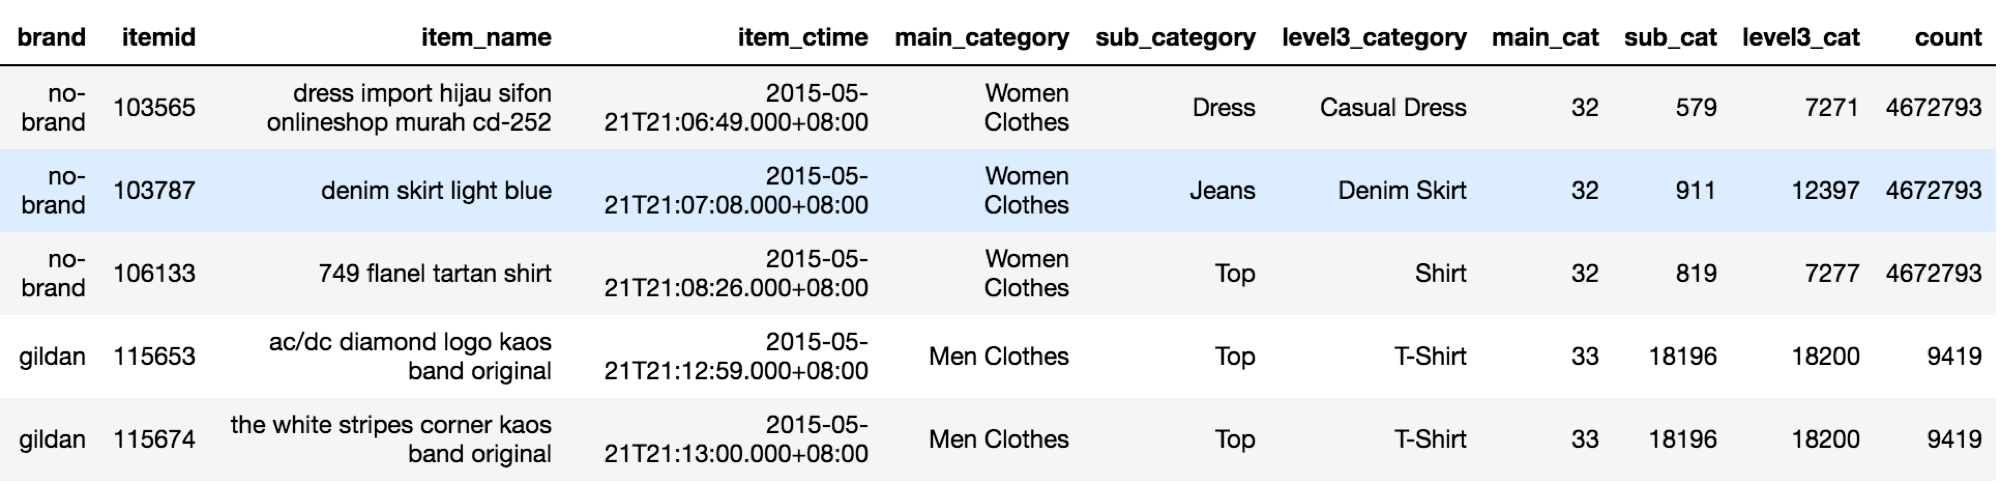 brand itemid item_name item_ctime main_category sub_category level3_category main_cat sub_cat level3_cat count
no-brand 103565 dress import hijau sifon onlineshop murah cd-252 2015-05-21T21:06:49.000+08:00 Women Clothes Dress Casual Dress 32 579 7271 4672793
no-brand 103787 denim skirt light blue 2015-05-21T21:07:08.000+08:00 Women Clothes Jeans Denim Skirt 32 911 12397 4672793
no-brand 106133 749 flanel tartan shirt 2015-05-21T21:08:26.000+08:00 Women Clothes Top Shirt 32 819 7277 4672793
gildan 115653 ac/dc diamond logo kaos band original 2015-05-21T21:12:59.000+08:00 Men Clothes Top T-Shirt 33 18196 18200 9419
gildan 115674 the white stripes corner kaos band original 2015-05-21T21:13:00.000+08:00 Men Clothes Top T-Shirt 33 18196 18200 9419